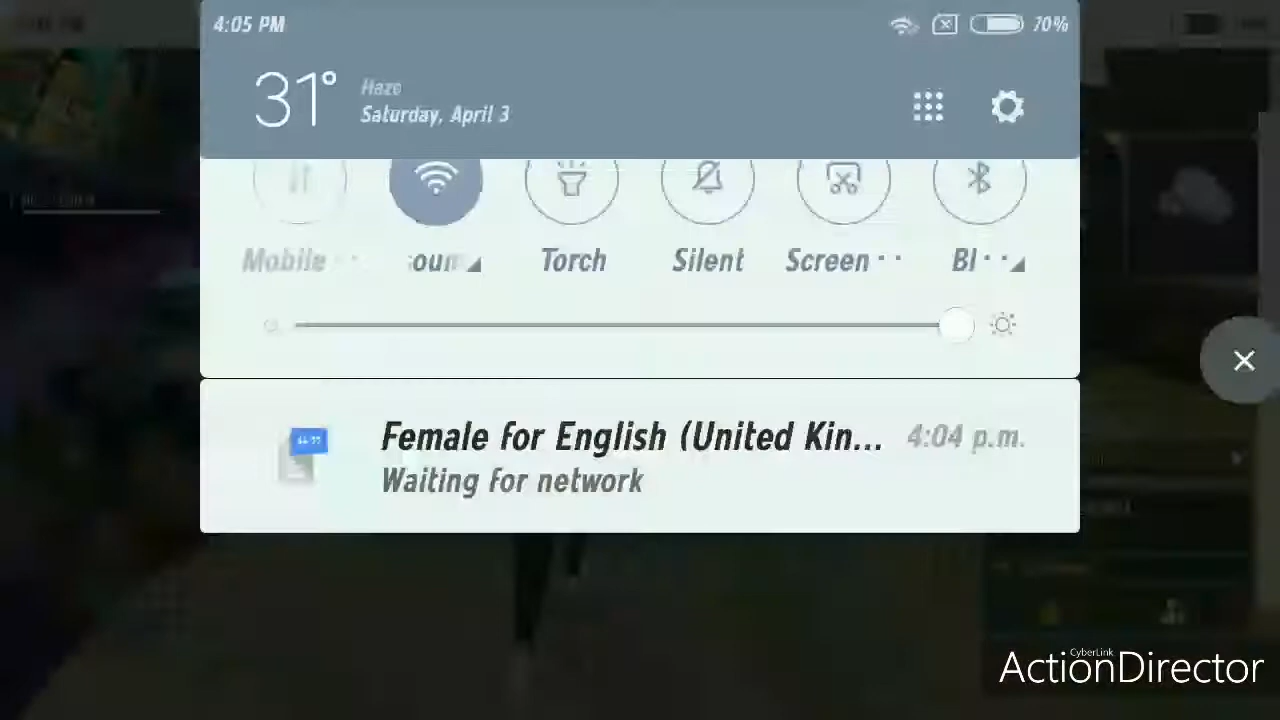 4:05 PM
70%
31°
Haze
Saturday, April 3
Mobile ··
Torch
Silent
Screen ··
Bl ··
Female for English (United Kin...
4:04 p.m.
Waiting for network
CyberLink
ActionDirector